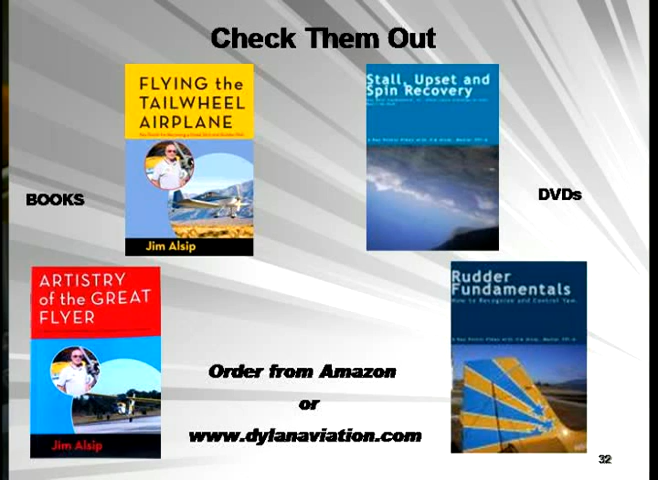 Check Them Out
FLYING the
TAILWHEEL
AIRPLANE
Jim Alsip
Stall, Upset and
Spin Recovery
BOOKS
DVDs
ARTISTRY
of the GREAT
FLYER
Jim Alsip
Rudder
Fundamentals
How to Recognize and Control Yaw.
Order from Amazon
or
www.dylanaviation.com
32